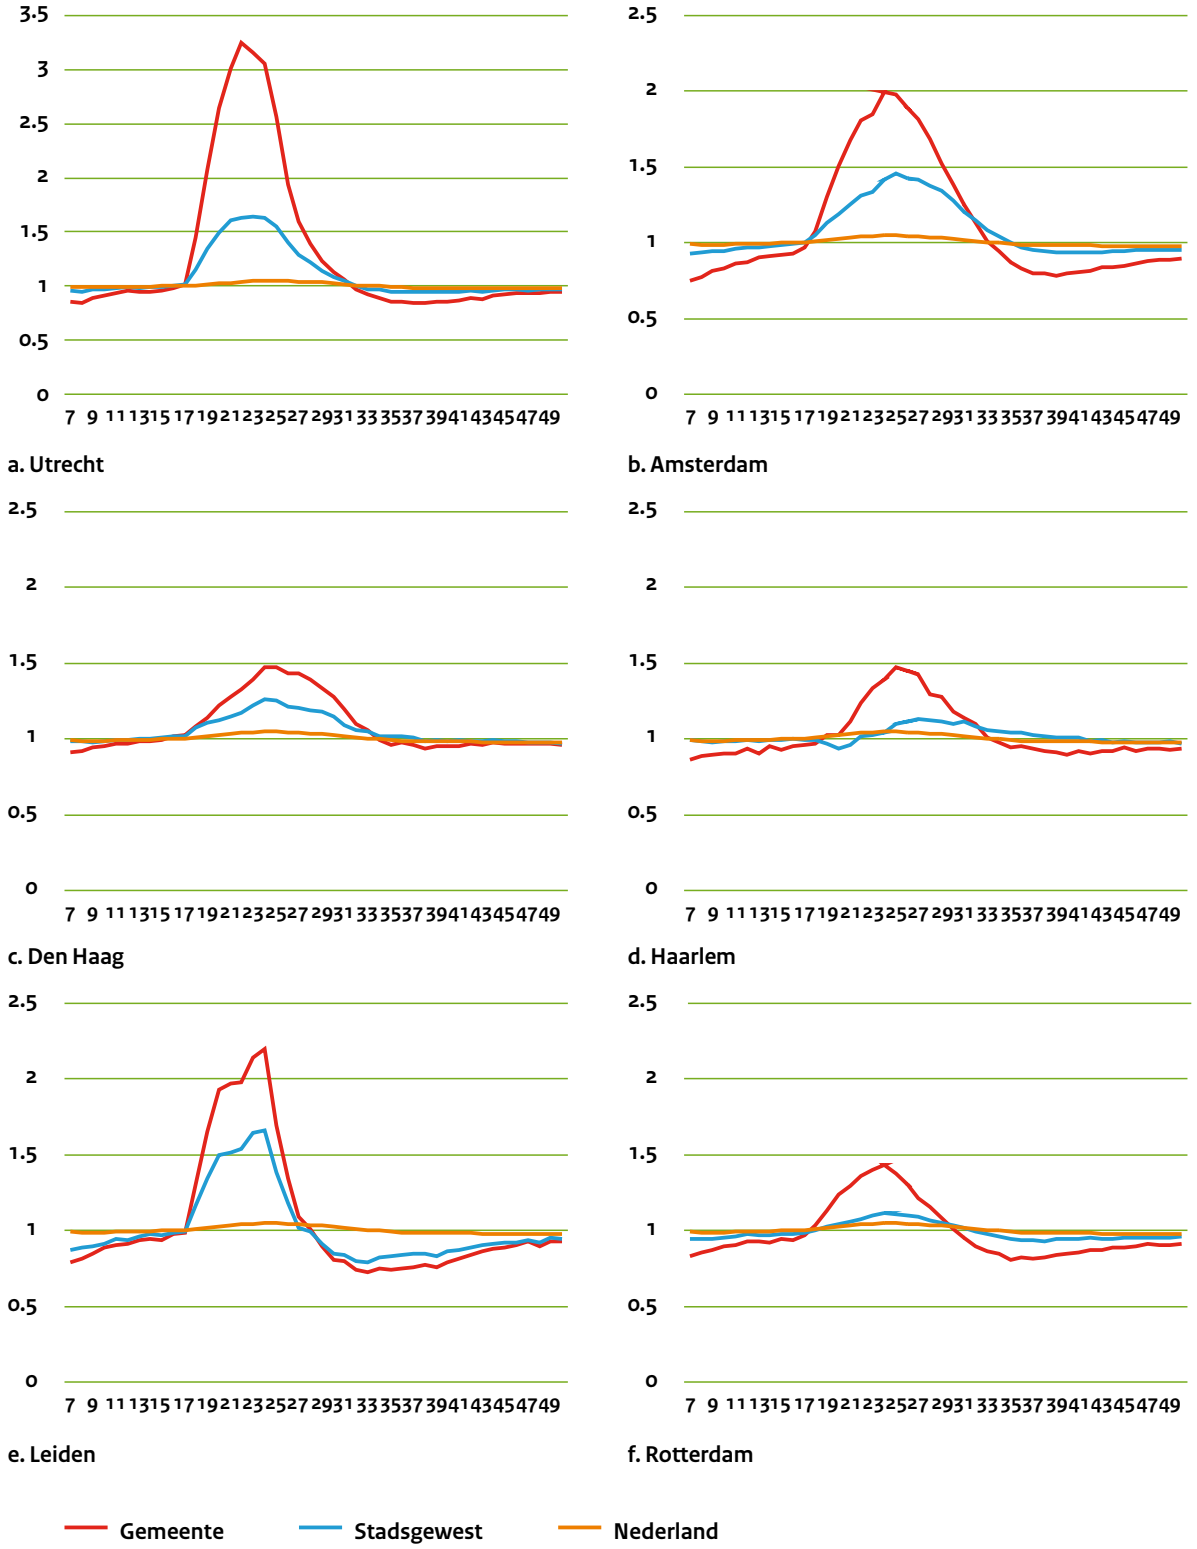 3.5
3
2.5
2
1.5
1
0.5
0
7 9 11 13 15 17 19 21 23 25 27 29 31 33 35 37 39 41 43 45 47 49
a. Utrecht
2.5
2
1.5
1
0.5
0
7 9 11 13 15 17 19 21 23 25 27 29 31 33 35 37 39 41 43 45 47 49
b. Amsterdam
2.5
2
1.5
1
0.5
0
7 9 11 13 15 17 19 21 23 25 27 29 31 33 35 37 39 41 43 45 47 49
c. Den Haag
2.5
2
1.5
1
0.5
0
7 9 11 13 15 17 19 21 23 25 27 29 31 33 35 37 39 41 43 45 47 49
d. Haarlem
2.5
2
1.5
1
0.5
0
7 9 11 13 15 17 19 21 23 25 27 29 31 33 35 37 39 41 43 45 47 49
e. Leiden
2.5
2
1.5
1
0.5
0
7 9 11 13 15 17 19 21 23 25 27 29 31 33 35 37 39 41 43 45 47 49
f. Rotterdam
Gemeente Stadsgewest Nederland